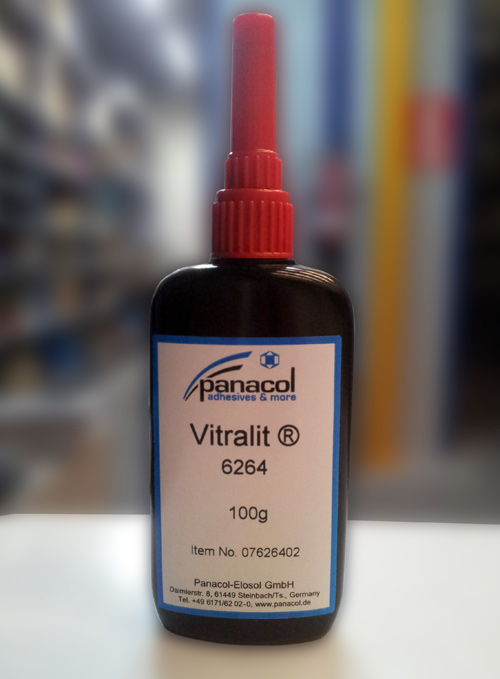 panacol
adhesives & more
Vitralit ®
6264
100g
Item No. 07626402
Panacol-Elosol GmbH
Daimlerstr. 8, 61449 Steinbach/Ts., Germany
Tel. +49 6171/62 02-0, www.panacol.de